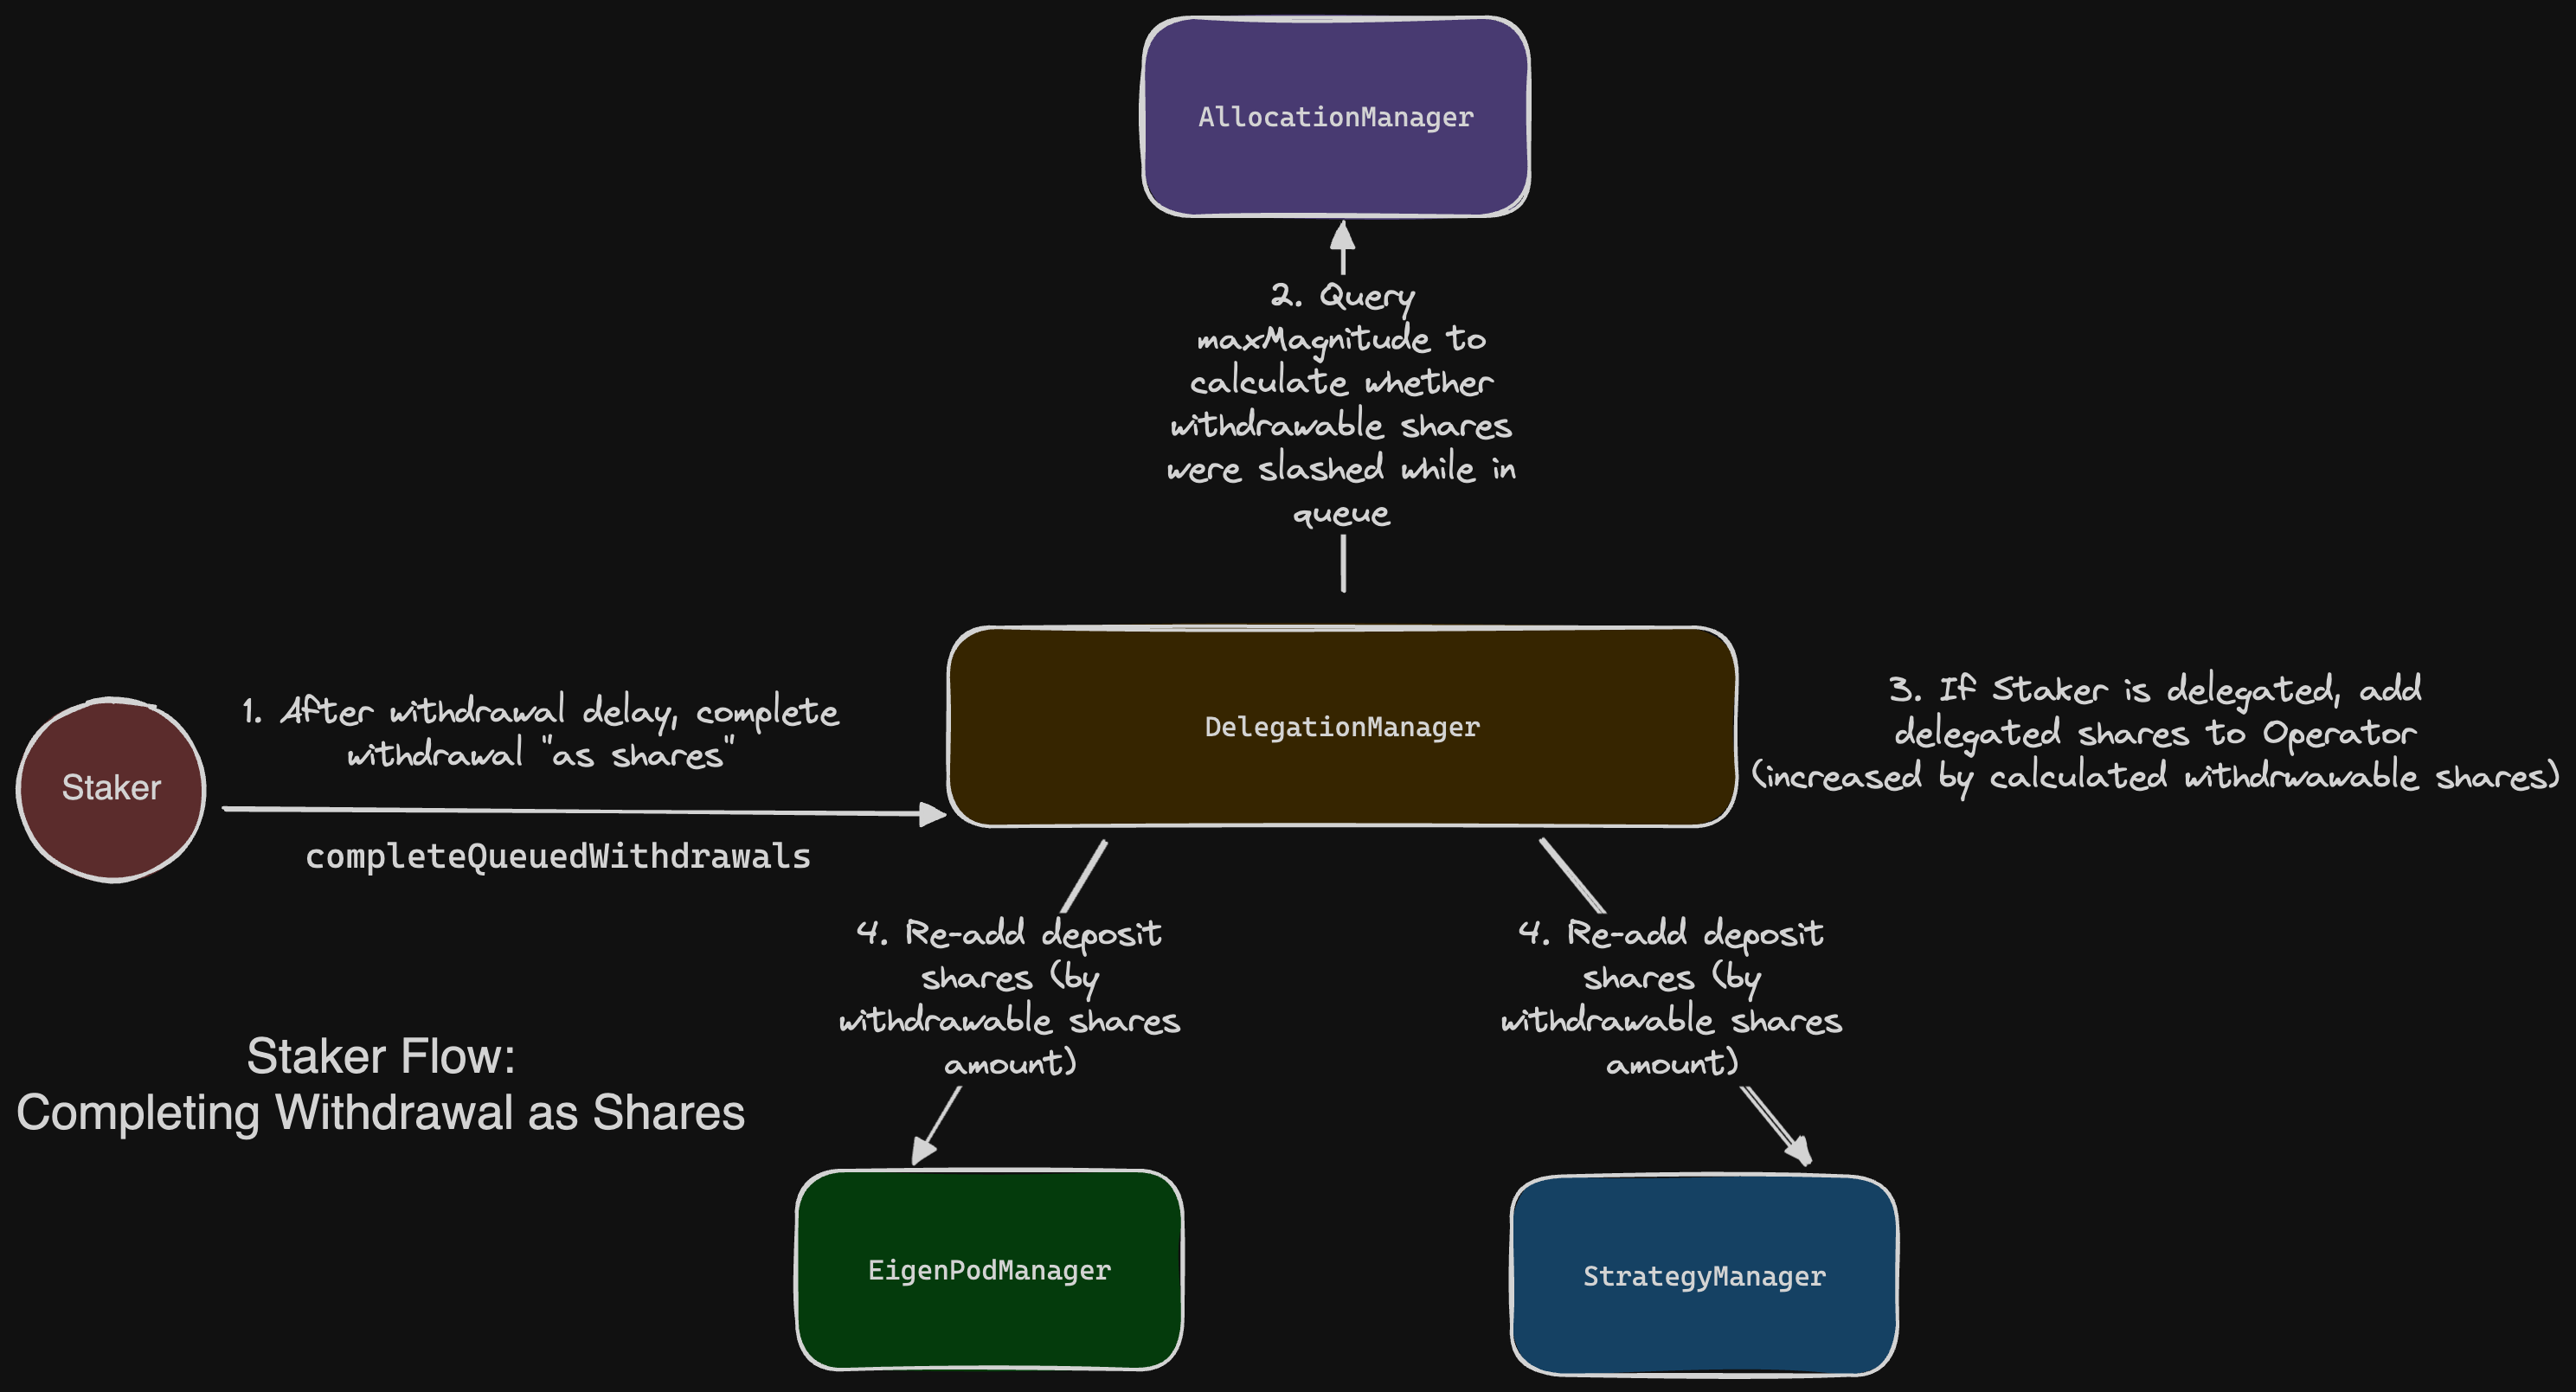 AllocationManager
2. Query
maxMagnitude to
calculate whether
withdrawable shares
were slashed while in
queue
Staker
1. After withdrawal delay, complete
withdrawal "as shares"
completeQueuedWithdrawals
DelegationManager
3. If Staker is delegated, add
delegated shares to Operator
(increased by calculated withdrwawable shares)
4. Re-add deposit
shares (by
withdrawable shares
amount)
4. Re-add deposit
shares (by
withdrawable shares
amount)
Staker Flow:
Completing Withdrawal as Shares
EigenPodManager
StrategyManager